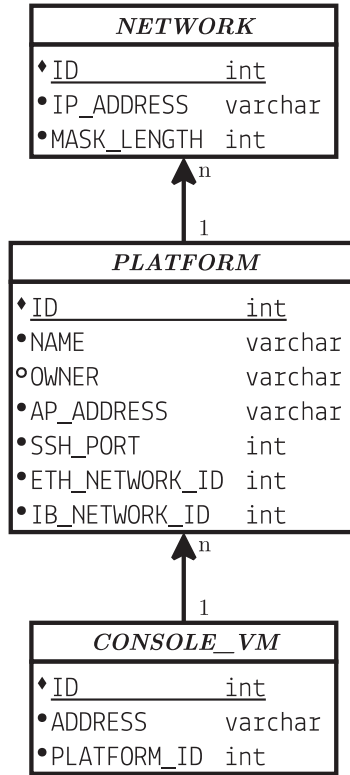 NETWORK
ID int
IP_ADDRESS varchar
MASK_LENGTH int
n
1
PLATFORM
ID int
NAME varchar
OWNER varchar
AP_ADDRESS varchar
SSH_PORT int
ETH_NETWORK_ID int
IB_NETWORK_ID int
n
1
CONSOLE_VM
ID int
ADDRESS varchar
PLATFORM_ID int